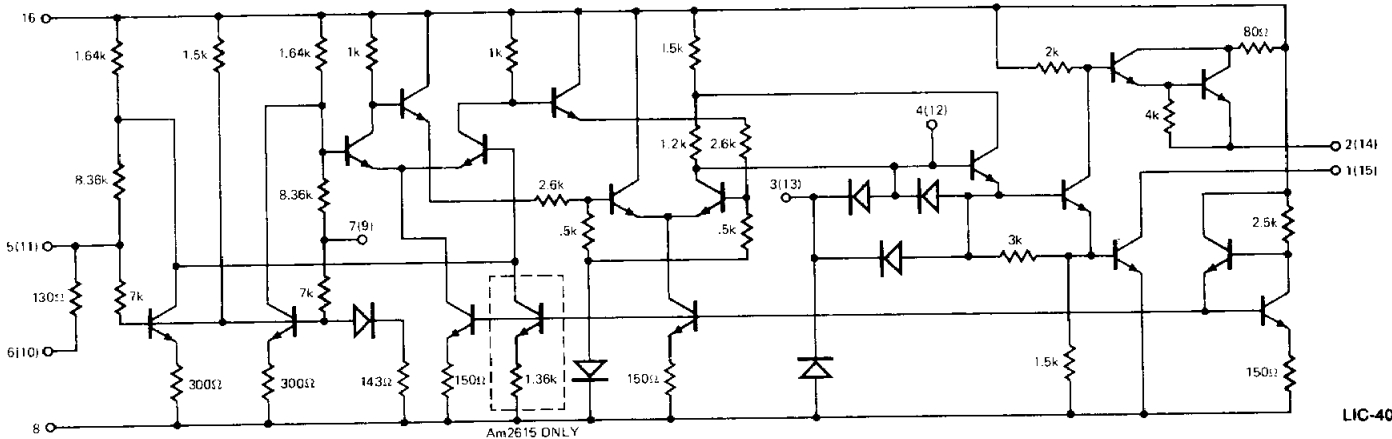 16
1.64k
1.5k
1.64k
1k
1k
1.5k
2k
80Ω
4k
4(12)
2(14)
1(15)
1.2k
2.6k
8.36k
8.36k
3(13)
2.6k
.5k
.5k
2.5k
5(11)
7(9)
3k
130Ω
7k
7k
6(10)
300Ω
300Ω
143Ω
150Ω
1.36k
150Ω
1.5k
150Ω
8
Am2615 ONLY
LIC-40